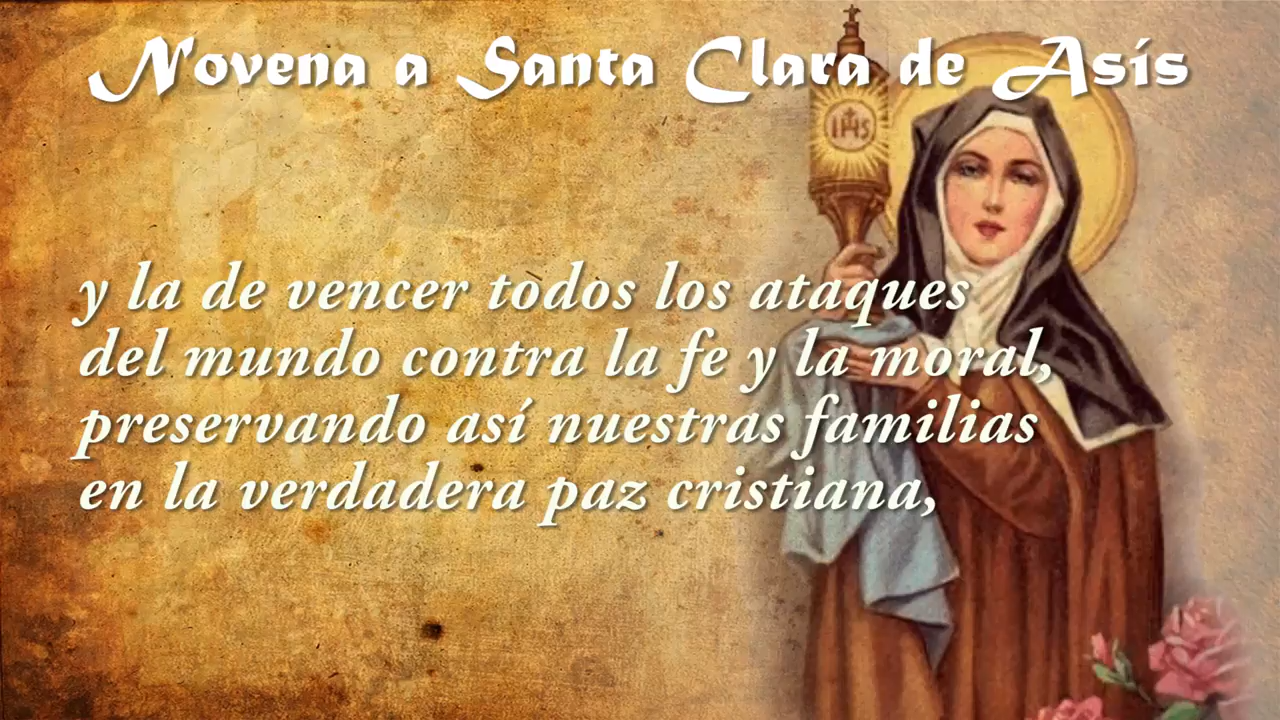 Novena a Santa Clara de Asís
IHS
y la de vencer todos los ataques
del mundo contra la fe y la moral,
preservando así nuestras familias
en la verdadera paz cristiana,